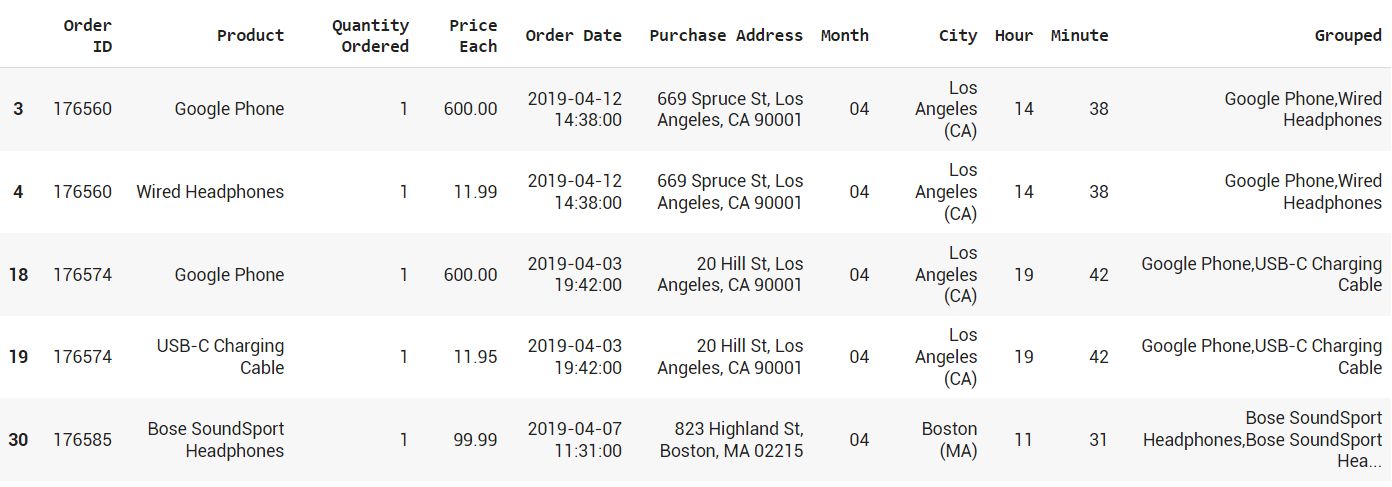 Order ID Product Quantity Ordered Price Each Order Date Purchase Address Month City Hour Minute Grouped
3 176560 Google Phone 1 600.00 2019-04-12 14:38:00 669 Spruce St, Los Angeles, CA 90001 04 Los Angeles (CA) 14 38 Google Phone,Wired Headphones
4 176560 Wired Headphones 1 11.99 2019-04-12 14:38:00 669 Spruce St, Los Angeles, CA 90001 04 Los Angeles (CA) 14 38 Google Phone,Wired Headphones
18 176574 Google Phone 1 600.00 2019-04-03 19:42:00 20 Hill St, Los Angeles, CA 90001 04 Los Angeles (CA) 19 42 Google Phone,USB-C Charging Cable
19 176574 USB-C Charging Cable 1 11.95 2019-04-03 19:42:00 20 Hill St, Los Angeles, CA 90001 04 Los Angeles (CA) 19 42 Google Phone,USB-C Charging Cable
30 176585 Bose SoundSport Headphones 1 99.99 2019-04-07 11:31:00 823 Highland St, Boston, MA 02215 04 Boston (MA) 11 31 Bose SoundSport Headphones,Bose SoundSport Hea...